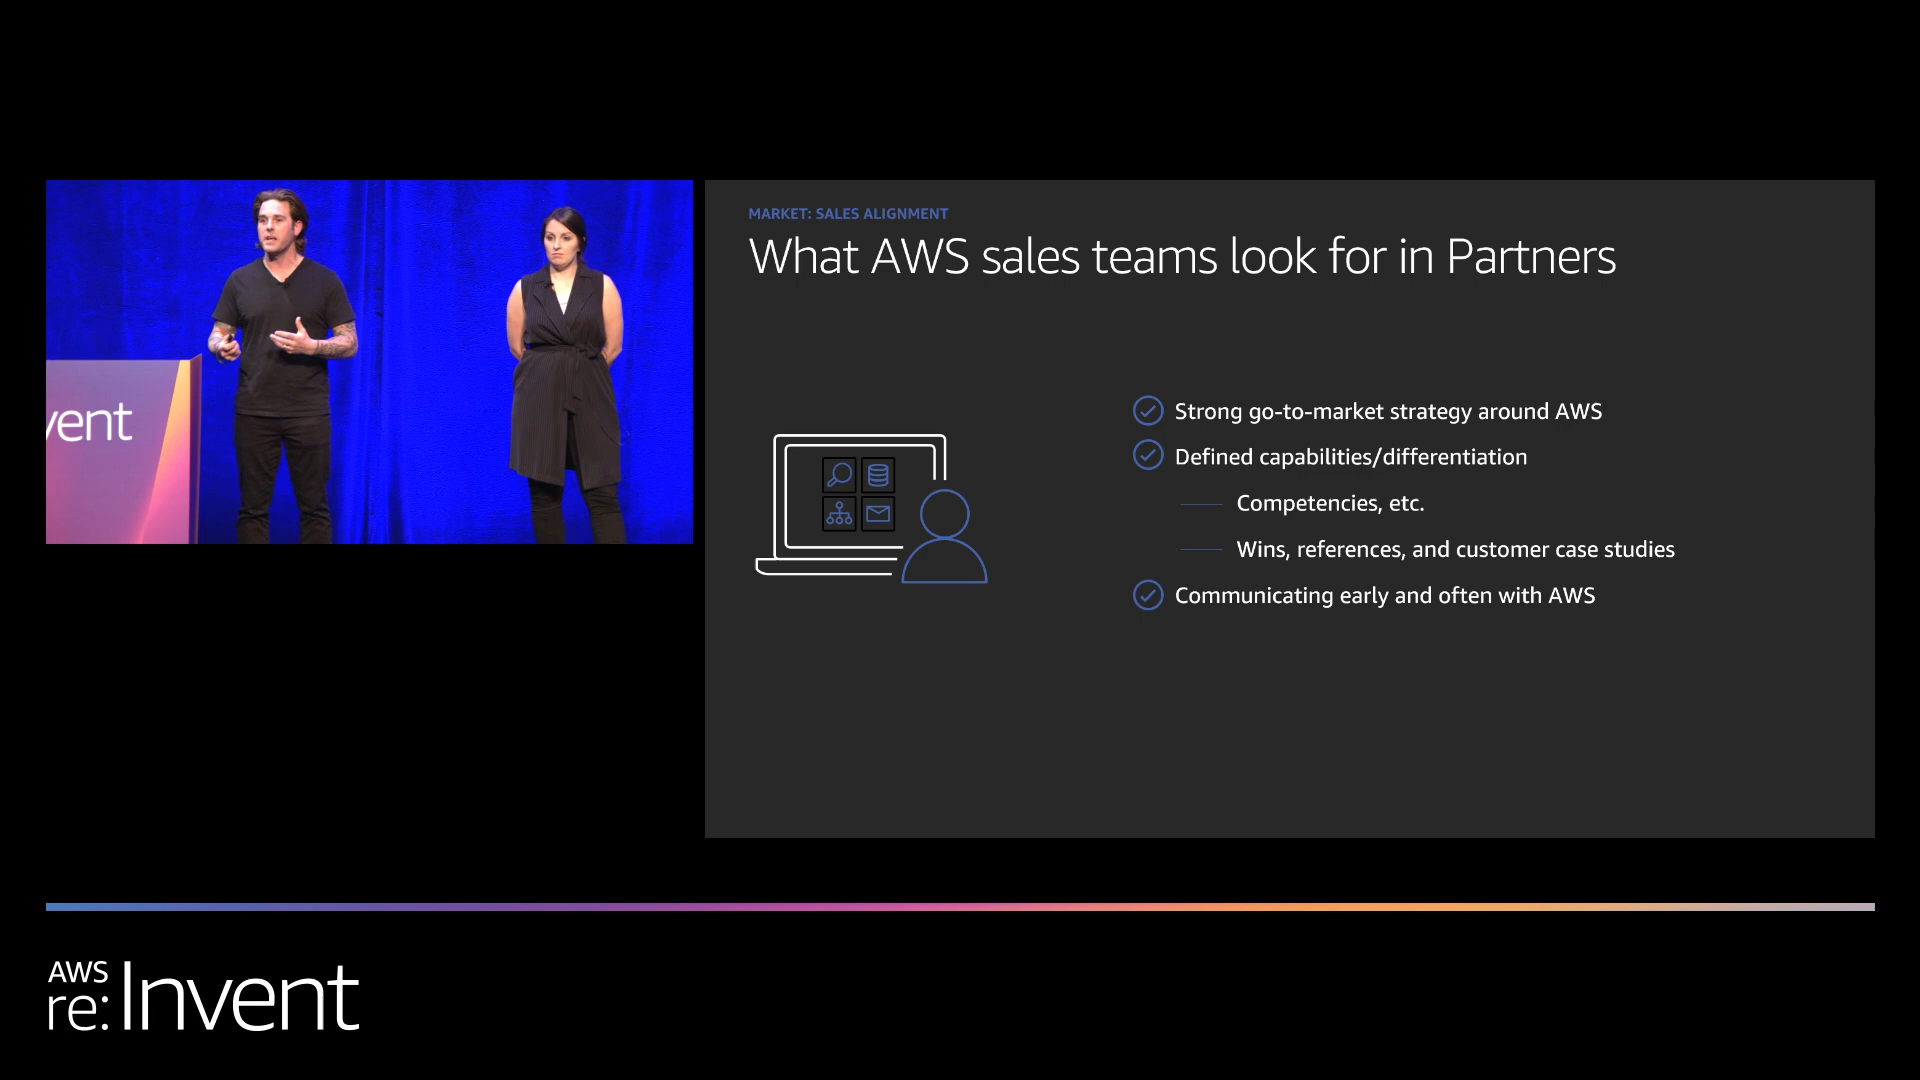 vent
MARKET: SALES ALIGNMENT
What AWS sales teams look for in Partners
Strong go-to-market strategy around AWS
Defined capabilities/differentiation
Competencies, etc.
Wins, references, and customer case studies
Communicating early and often with AWS
AWS
re:Invent